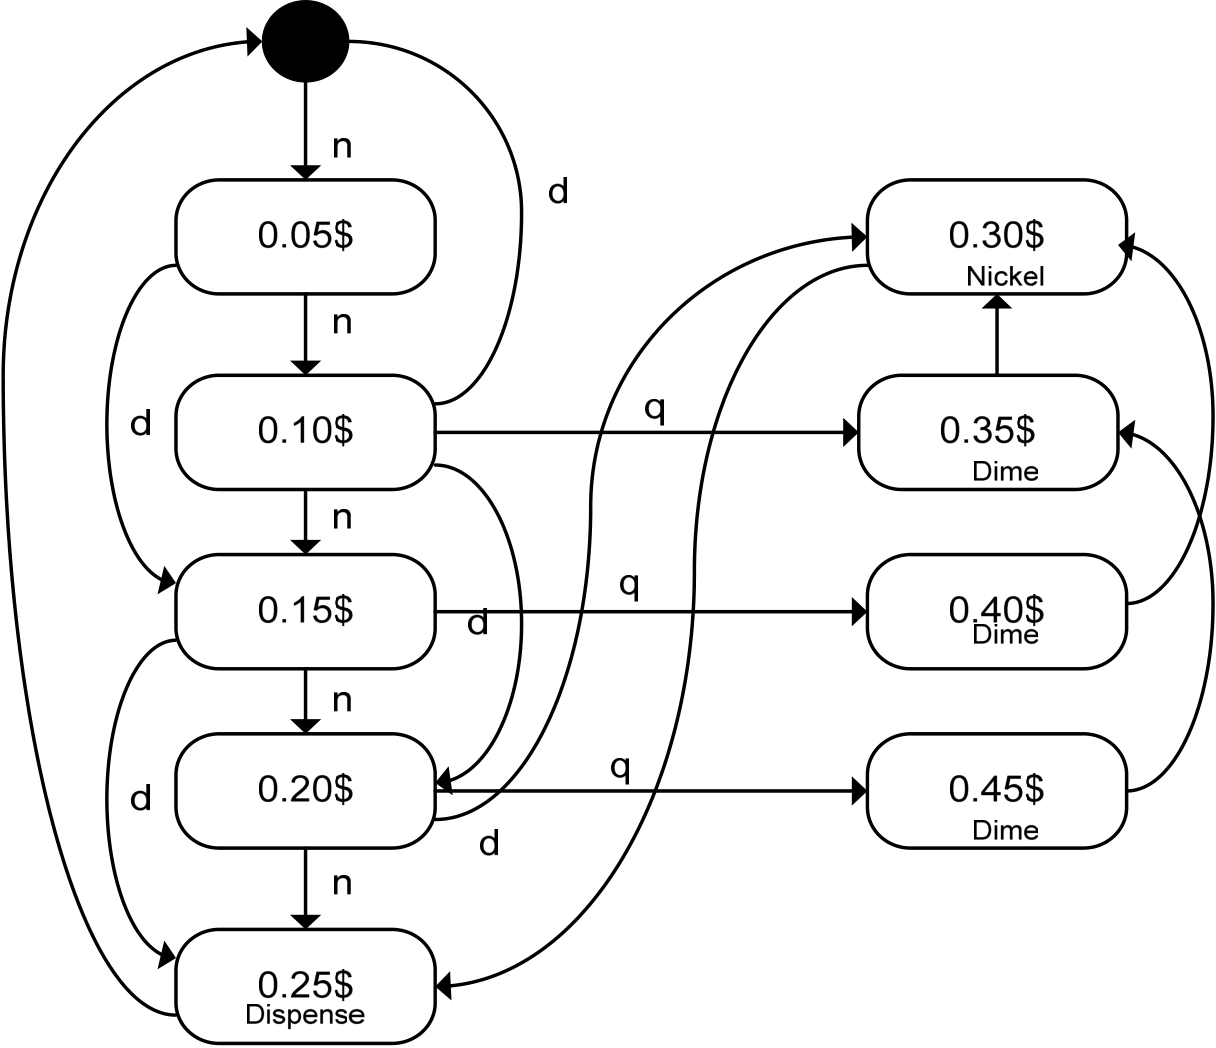 n
d
0.05$
0.30$
Nickel
n
d
0.10$
q
0.35$
Dime
n
0.15$
d
q
0.40$
Dime
n
0.20$
d
q
0.45$
Dime
d
n
0.25$
Dispense